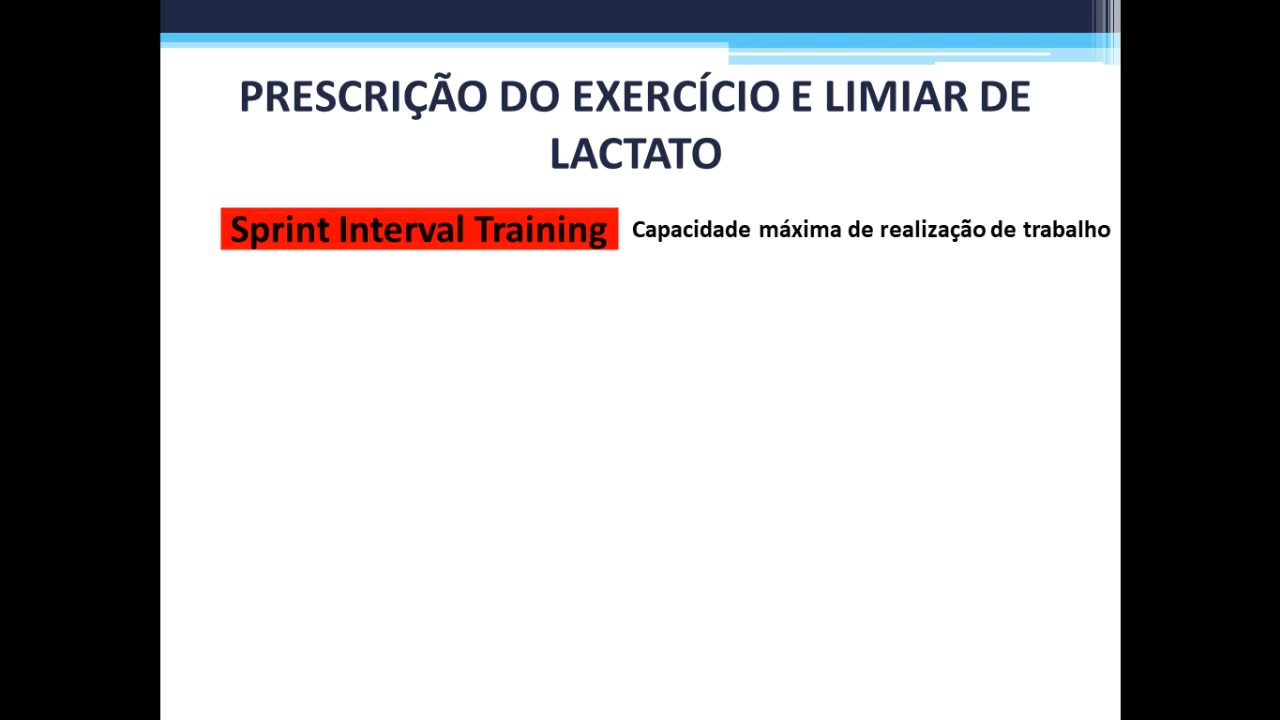 PRESCRIÇÃO DO EXERCÍCIO E LIMIAR DE
LACTATO
Sprint Interval Training Capacidade máxima de realização de trabalho